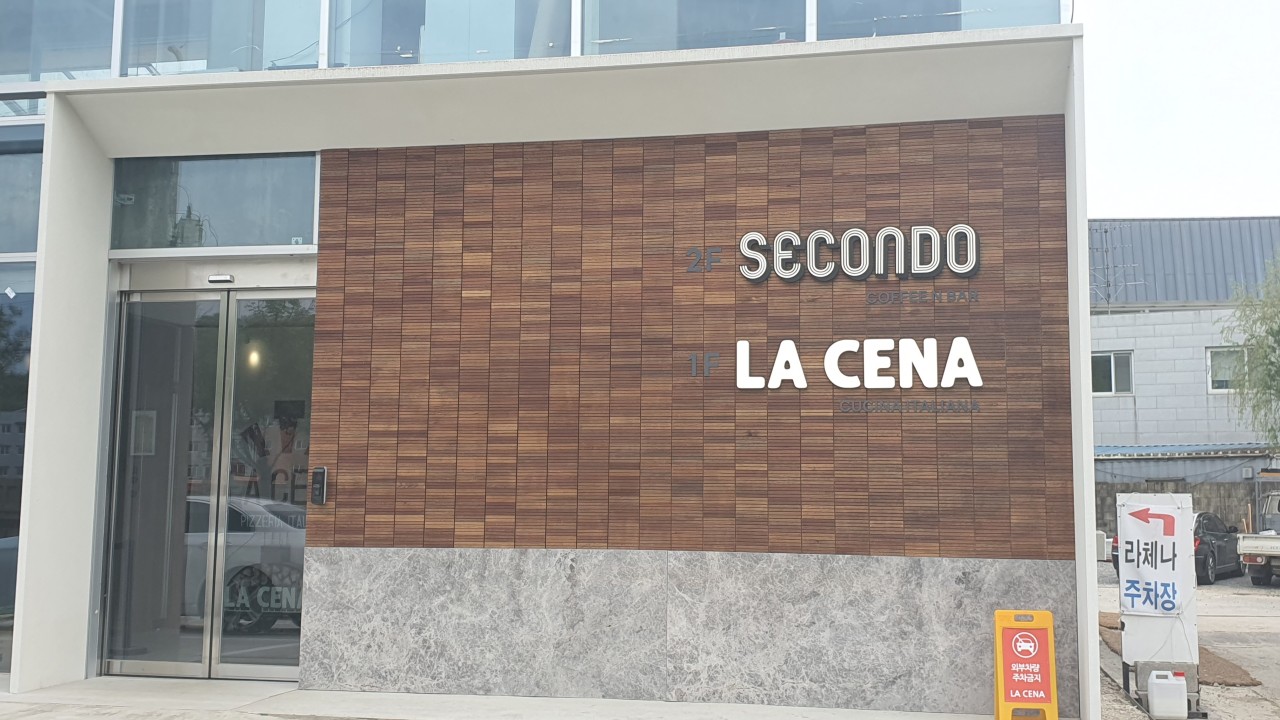 2F SECONDO
COFFEE N BAR
1F LA CENA
CUCINA ITALIANA
LA CENA
라체나
주차장
외부차량
주차금지
LA CENA